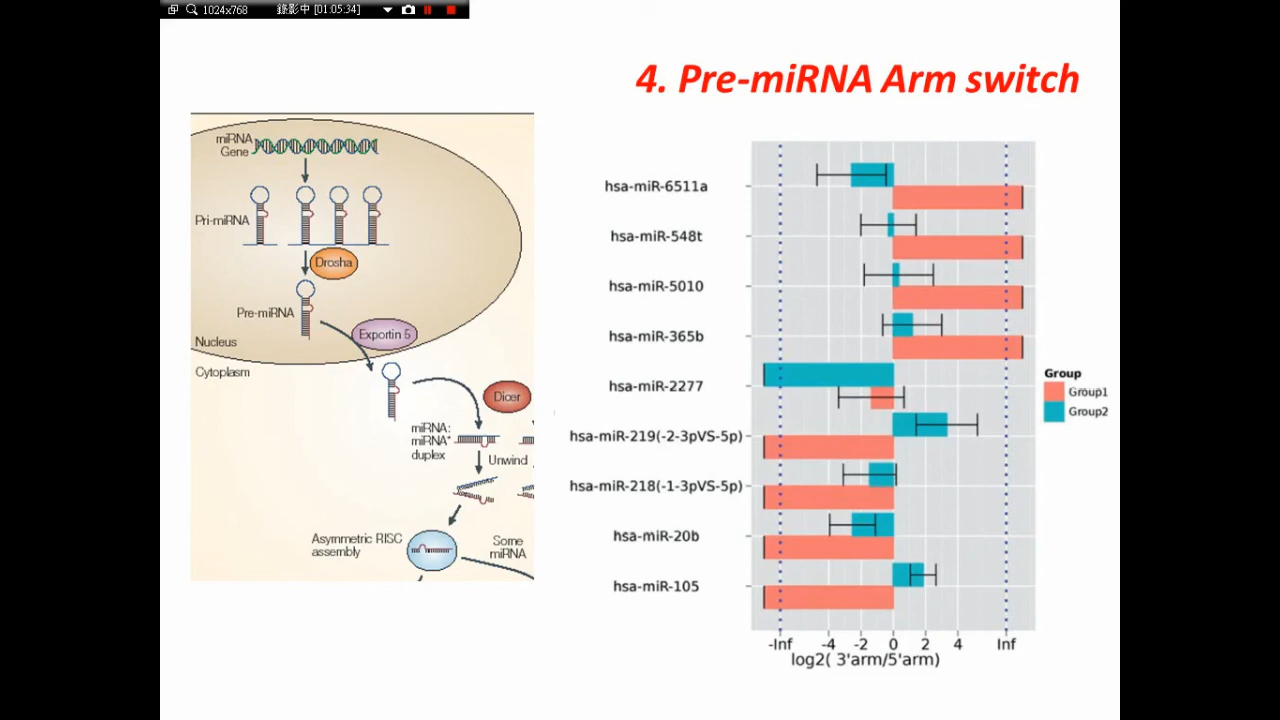 1024x768 錄影中 [01:05:34]
4. Pre-miRNA Arm switch
miRNA
Gene
Pri-miRNA
Drosha
Pre-miRNA
Exportin 5
Nucleus
Cytoplasm
Dicer
miRNA:
miRNA*
duplex
Unwind
Asymmetric RISC
assembly
Some
miRNA
hsa-miR-6511a
hsa-miR-548t
hsa-miR-5010
hsa-miR-365b
hsa-miR-2277
hsa-miR-219(-2-3pVS-5p)
hsa-miR-218(-1-3pVS-5p)
hsa-miR-20b
hsa-miR-105
-Inf -4 -2 0 2 4 Inf
log2( 3'arm/5'arm)
Group
Group1
Group2